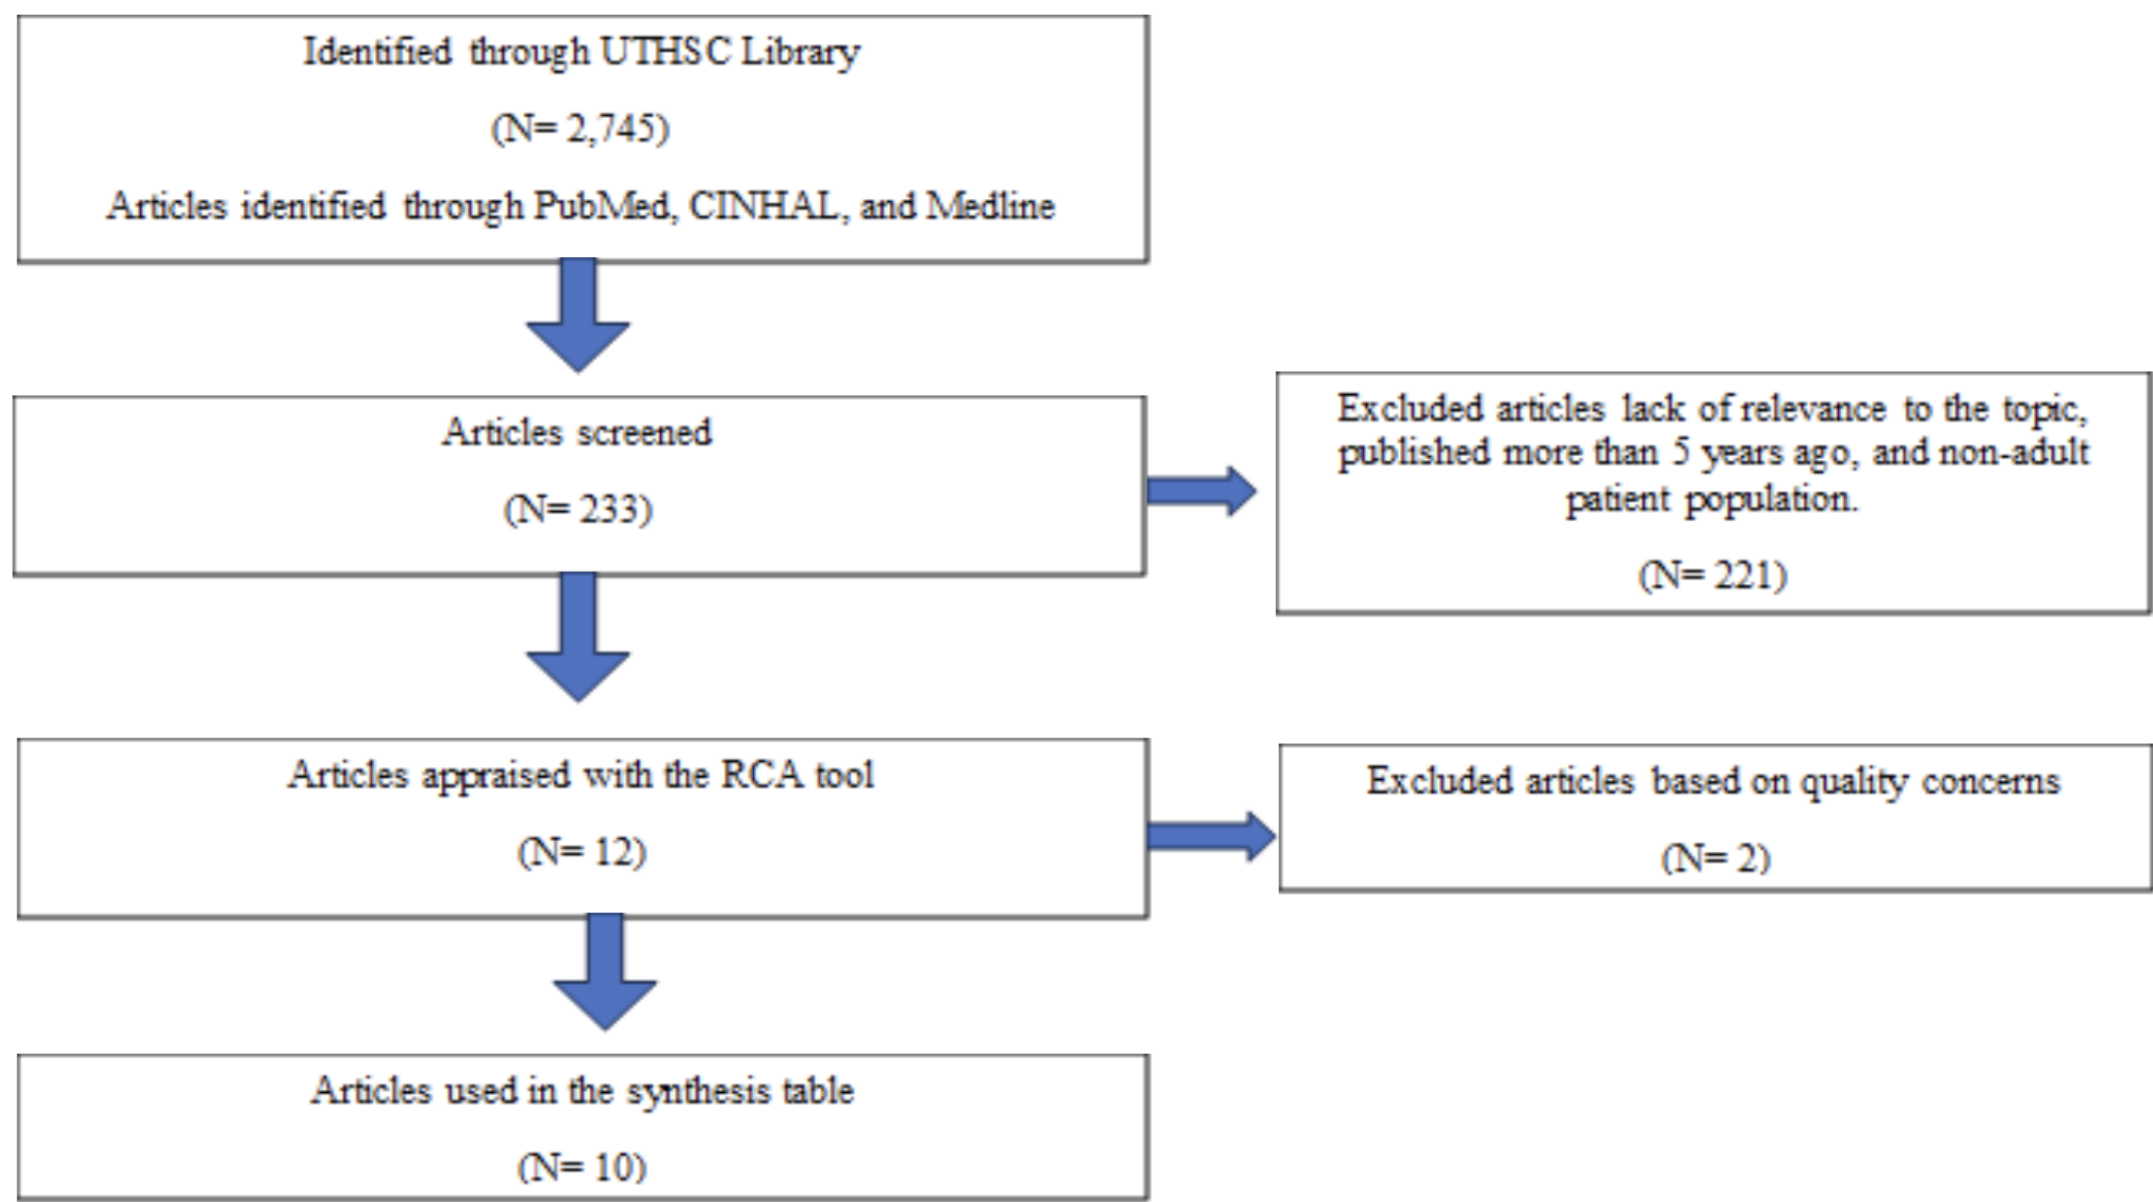 Identified through UTHSC Library
(N= 2,745)
Articles identified through PubMed, CINHAL, and Medline
Articles screened
(N= 233)
Excluded articles lack of relevance to the topic,
published more than 5 years ago, and non-adult
patient population.
(N= 221)
Articles appraised with the RCA tool
(N= 12)
Excluded articles based on quality concerns
(N= 2)
Articles used in the synthesis table
(N= 10)